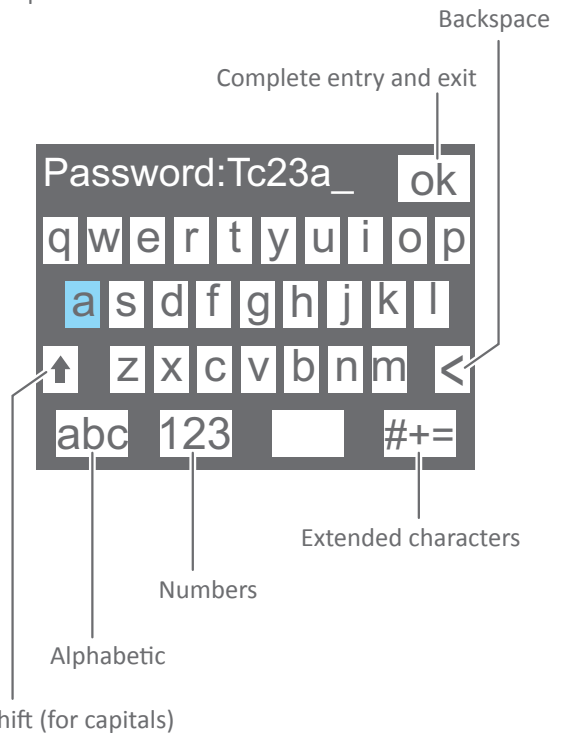 Backspace
Complete entry and exit
Password:Tc23a_ ok
q w e r t y u i o p
a s d f g h j k l
z x c v b n m <
abc 123 #+=
Extended characters
Numbers
Alphabetic
hift (for capitals)